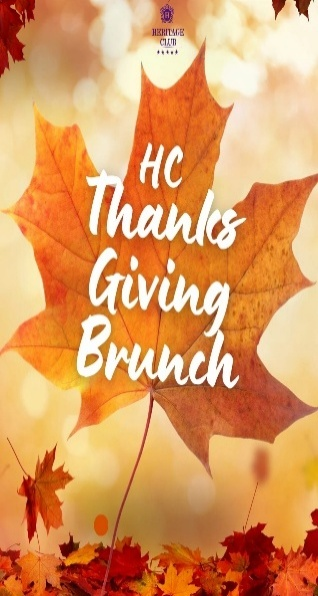 HERITAGE
CLUB
HC
Thanks
Giving
Brunch